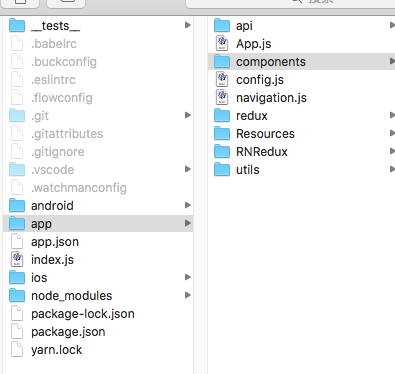 搜索
__tests__
.babelrc
.buckconfig
.eslintrc
.flowconfig
.git
.gitattributes
.gitignore
.vscode
.watchmanconfig
android
app
app.json
index.js
ios
node_modules
package-lock.json
package.json
yarn.lock
api
App.js
components
config.js
navigation.js
redux
Resources
RNRedux
utils